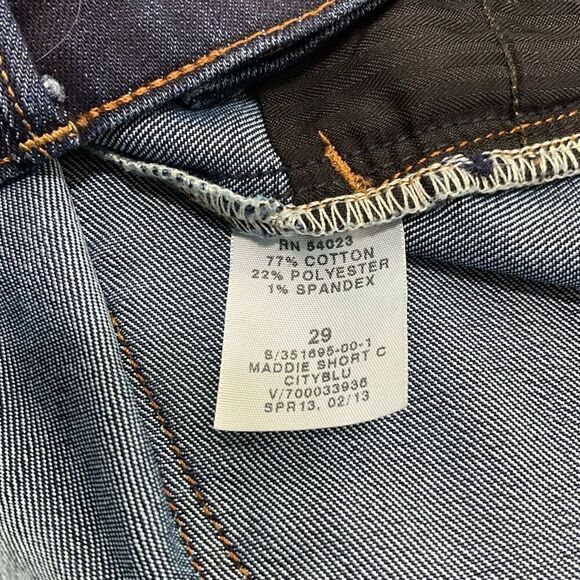 RN 54023
77% COTTON
22% POLYESTER
1% SPANDEX
29
S/351695-00-1
MADDIE SHORT C
CITYBLU
V/700033936
SPR13, 02/13